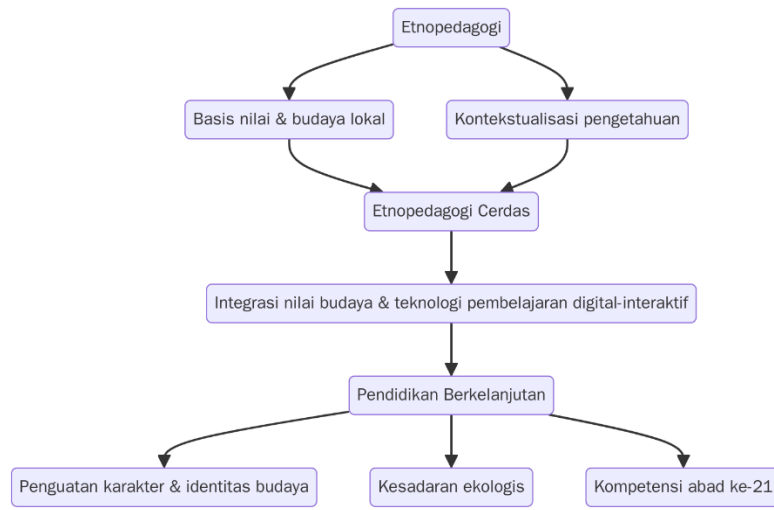 Etnopedagogi
Basis nilai & budaya lokal
Kontekstualisasi pengetahuan
Etnopedagogi Cerdas
Integrasi nilai budaya & teknologi pembelajaran digital-interaktif
Pendidikan Berkelanjutan
Penguatan karakter & identitas budaya
Kesadaran ekologis
Kompetensi abad ke-21